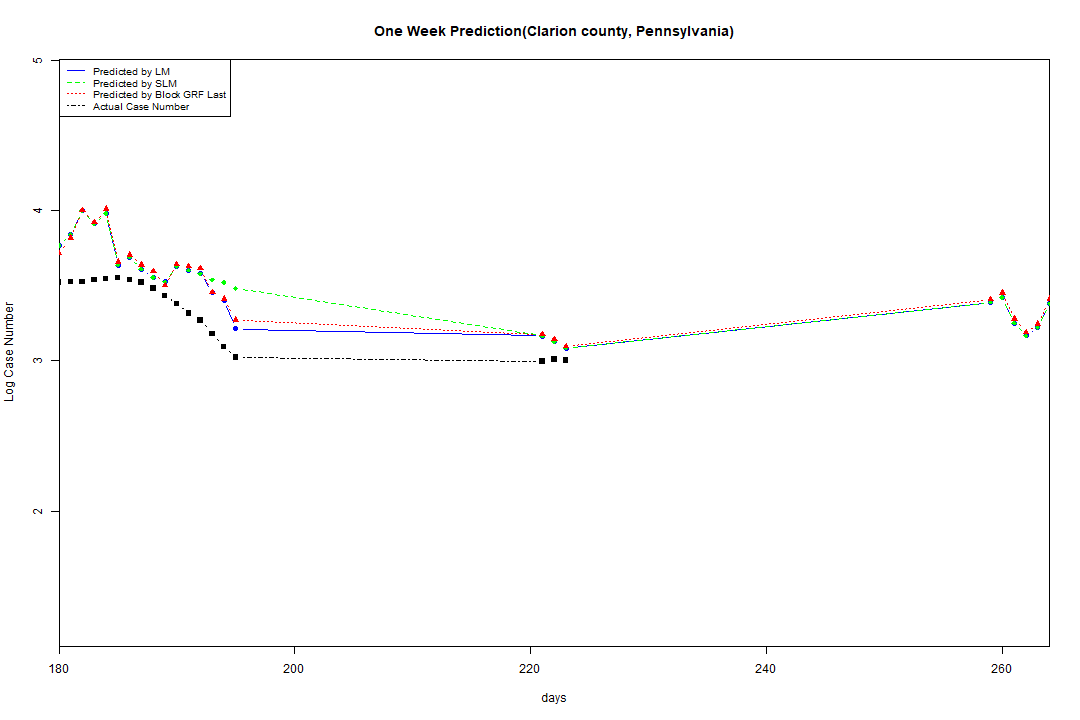 One Week Prediction(Clarion county, Pennsylvania)
Predicted by LM
Predicted by SLM
Predicted by Block GRF Last
Actual Case Number
5
4
3
2
Log Case Number
180
200
220
240
260
days